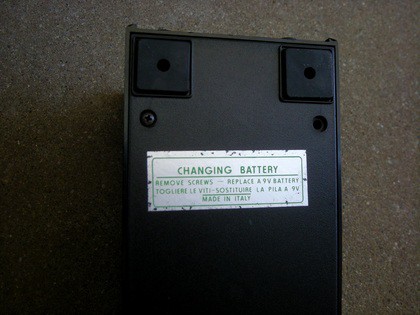 CHANGING BATTERY
REMOVE SCREWS — REPLACE A 9V BATTERY
TOGLIERE LE VITI-SOSTITUIRE LA PILA A 9V
MADE IN ITALY